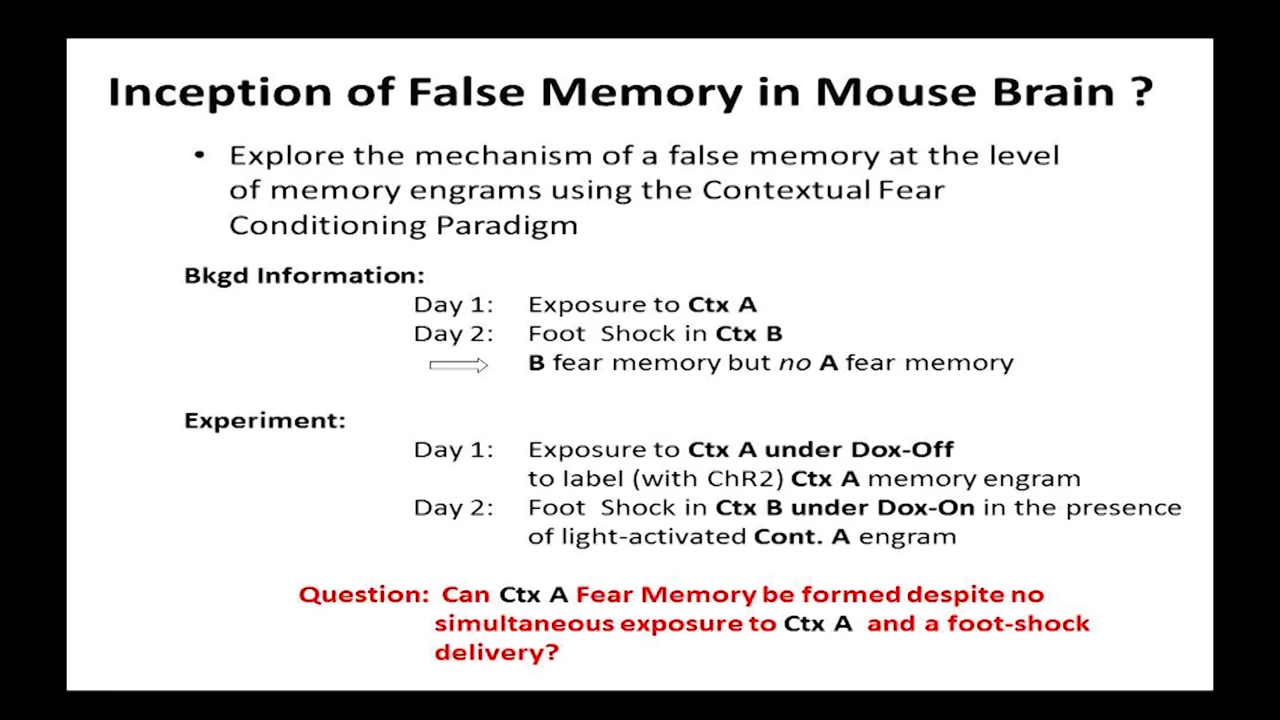 Inception of False Memory in Mouse Brain ?
• Explore the mechanism of a false memory at the level
of memory engrams using the Contextual Fear
Conditioning Paradigm
Bkgd Information:
Day 1: Exposure to Ctx A
Day 2: Foot Shock in Ctx B
B fear memory but no A fear memory
Experiment:
Day 1: Exposure to Ctx A under Dox-Off
to label (with ChR2) Ctx A memory engram
Day 2: Foot Shock in Ctx B under Dox-On in the presence
of light-activated Cont. A engram
Question: Can Ctx A Fear Memory be formed despite no
simultaneous exposure to Ctx A and a foot-shock
delivery?